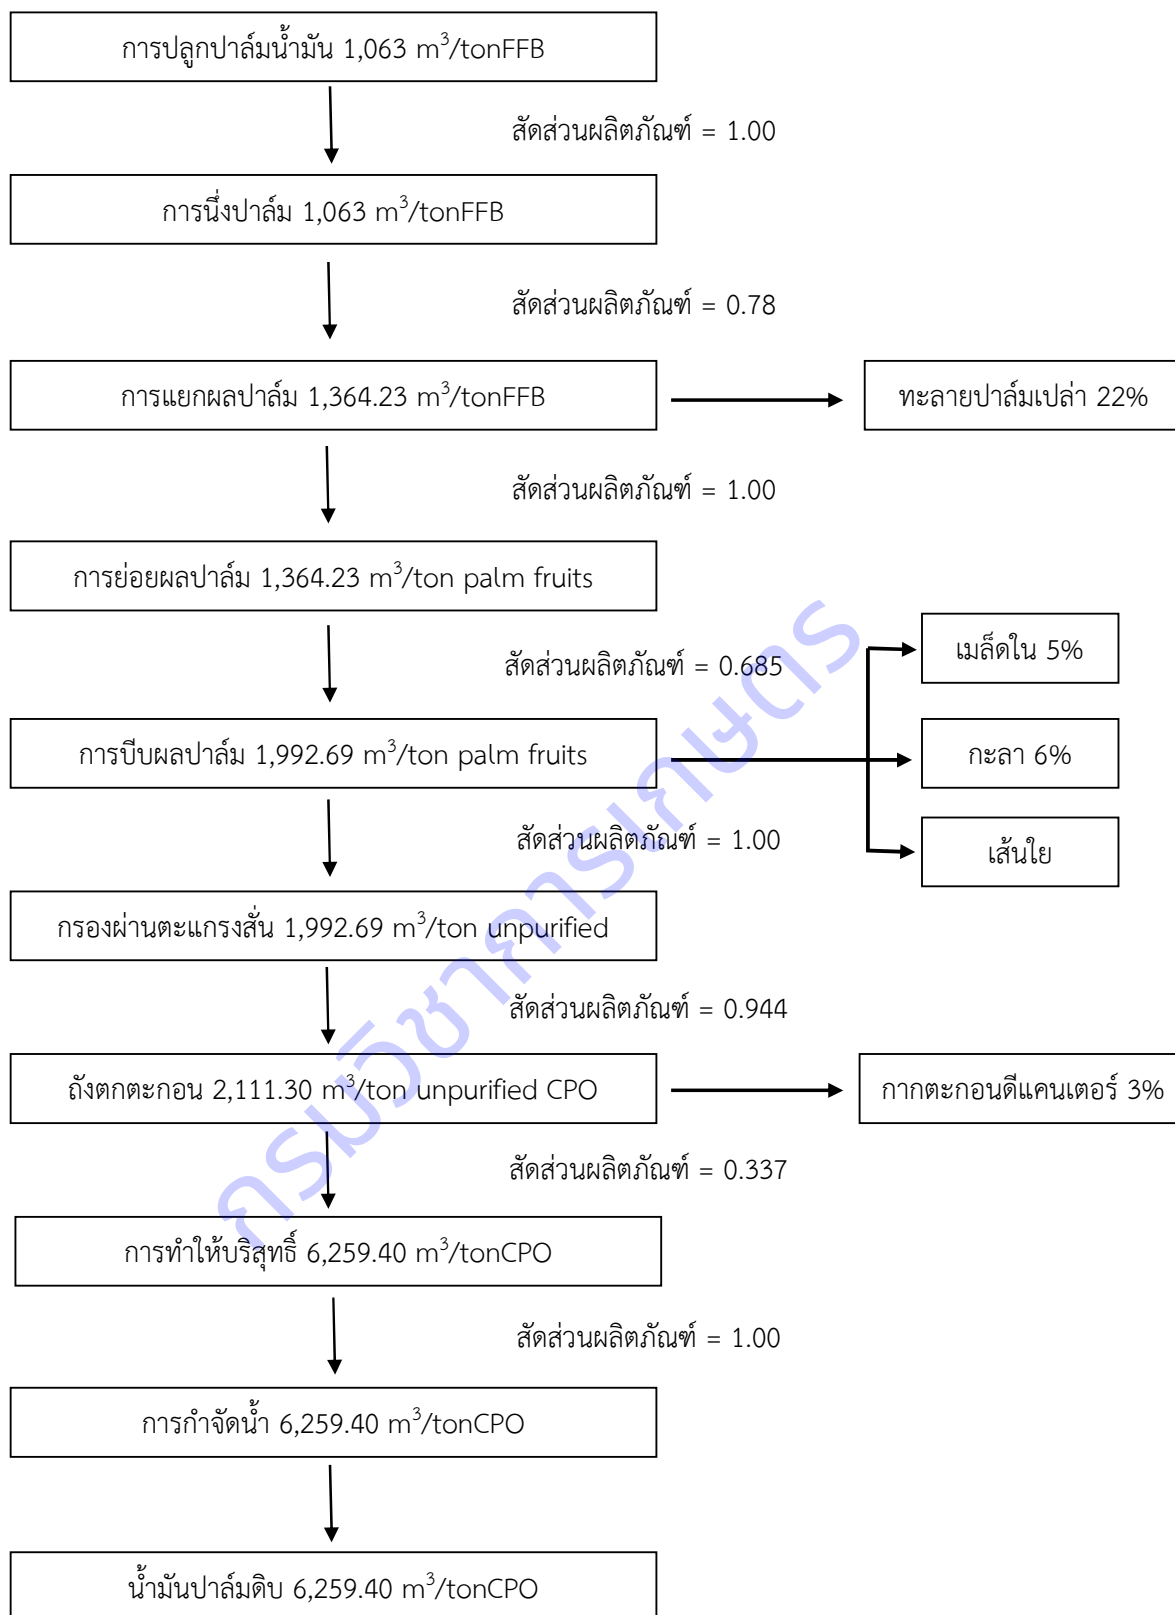 การปลูกปาล์มน้ำมัน 1,063 m³/tonFFB
สัดส่วนผลิตภัณฑ์ = 1.00
การนึ่งปาล์ม 1,063 m³/tonFFB
สัดส่วนผลิตภัณฑ์ = 0.78
การแยกผลปาล์ม 1,364.23 m³/tonFFB
ทะลายปาล์มเปล่า 22%
สัดส่วนผลิตภัณฑ์ = 1.00
การย่อยผลปาล์ม 1,364.23 m³/ton palm fruits
เมล็ดใน 5%
สัดส่วนผลิตภัณฑ์ = 0.685
การบีบผลปาล์ม 1,992.69 m³/ton palm fruits
กะลา 6%
สัดส่วนผลิตภัณฑ์ = 1.00
เส้นใย
กรองผ่านตะแกรงสั่น 1,992.69 m³/ton unpurified
สัดส่วนผลิตภัณฑ์ = 0.944
ถังตกตะกอน 2,111.30 m³/ton unpurified CPO
กากตะกอนดีแคนเตอร์ 3%
สัดส่วนผลิตภัณฑ์ = 0.337
การทำให้บริสุทธิ์ 6,259.40 m³/tonCPO
สัดส่วนผลิตภัณฑ์ = 1.00
การกำจัดน้ำ 6,259.40 m³/tonCPO
น้ำมันปาล์มดิบ 6,259.40 m³/tonCPO
กรมวิชาการเกษตร